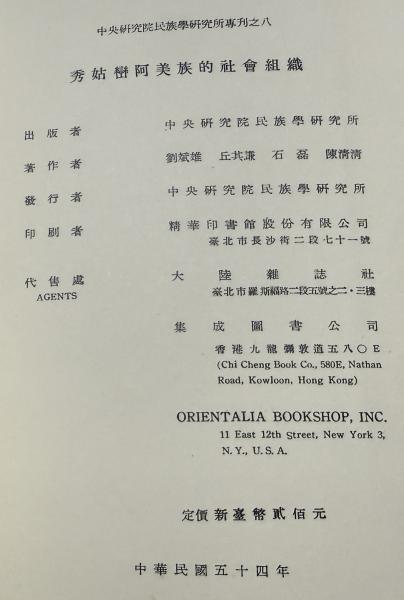 中央研究院民族學研究所專刊之八
秀姑巒阿美族的社會組織
出版者 中央研究院民族學研究所
著作者 劉斌雄 丘其謙 石磊 陳清清
發行者 中央研究院民族學研究所
印刷者 精華印書館股份有限公司
臺北市長沙街二段七十一號
代售處 大陸雜誌社
AGENTS 臺北市羅斯福路二段五號之二・三樓
集成圖書公司
香港九龍彌敦道五八〇E
(Chi Cheng Book Co., 580E, Nathan
Road, Kowloon, Hong Kong)
ORIENTALIA BOOKSHOP, INC.
11 East 12th Street, New York 3,
N. Y., U. S. A.
定價 新臺幣貳佰元
中華民國五十四年